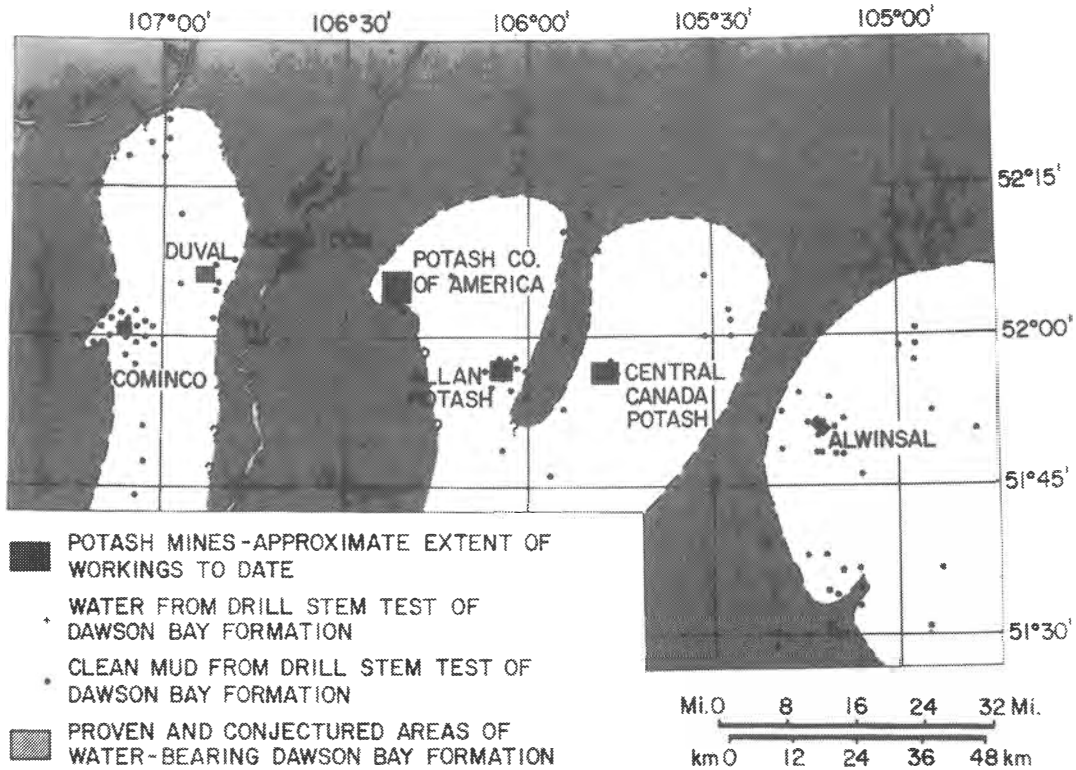 107°00' 106°30' 106°00' 105°30' 105°00'
52°15'
DUVAL
POTASH CO.
OF AMERICA
52°00'
COMINCO
ALLAN
POTASH
CENTRAL
CANADA
POTASH
ALWINSAL
51°45'
POTASH MINES-APPROXIMATE EXTENT OF
WORKINGS TO DATE
WATER FROM DRILL STEM TEST OF
DAWSON BAY FORMATION
51°30'
CLEAN MUD FROM DRILL STEM TEST OF
DAWSON BAY FORMATION
Mi.0 8 16 24 32 Mi.
PROVEN AND CONJECTURED AREAS OF
WATER-BEARING DAWSON BAY FORMATION
km 0 12 24 36 48 km